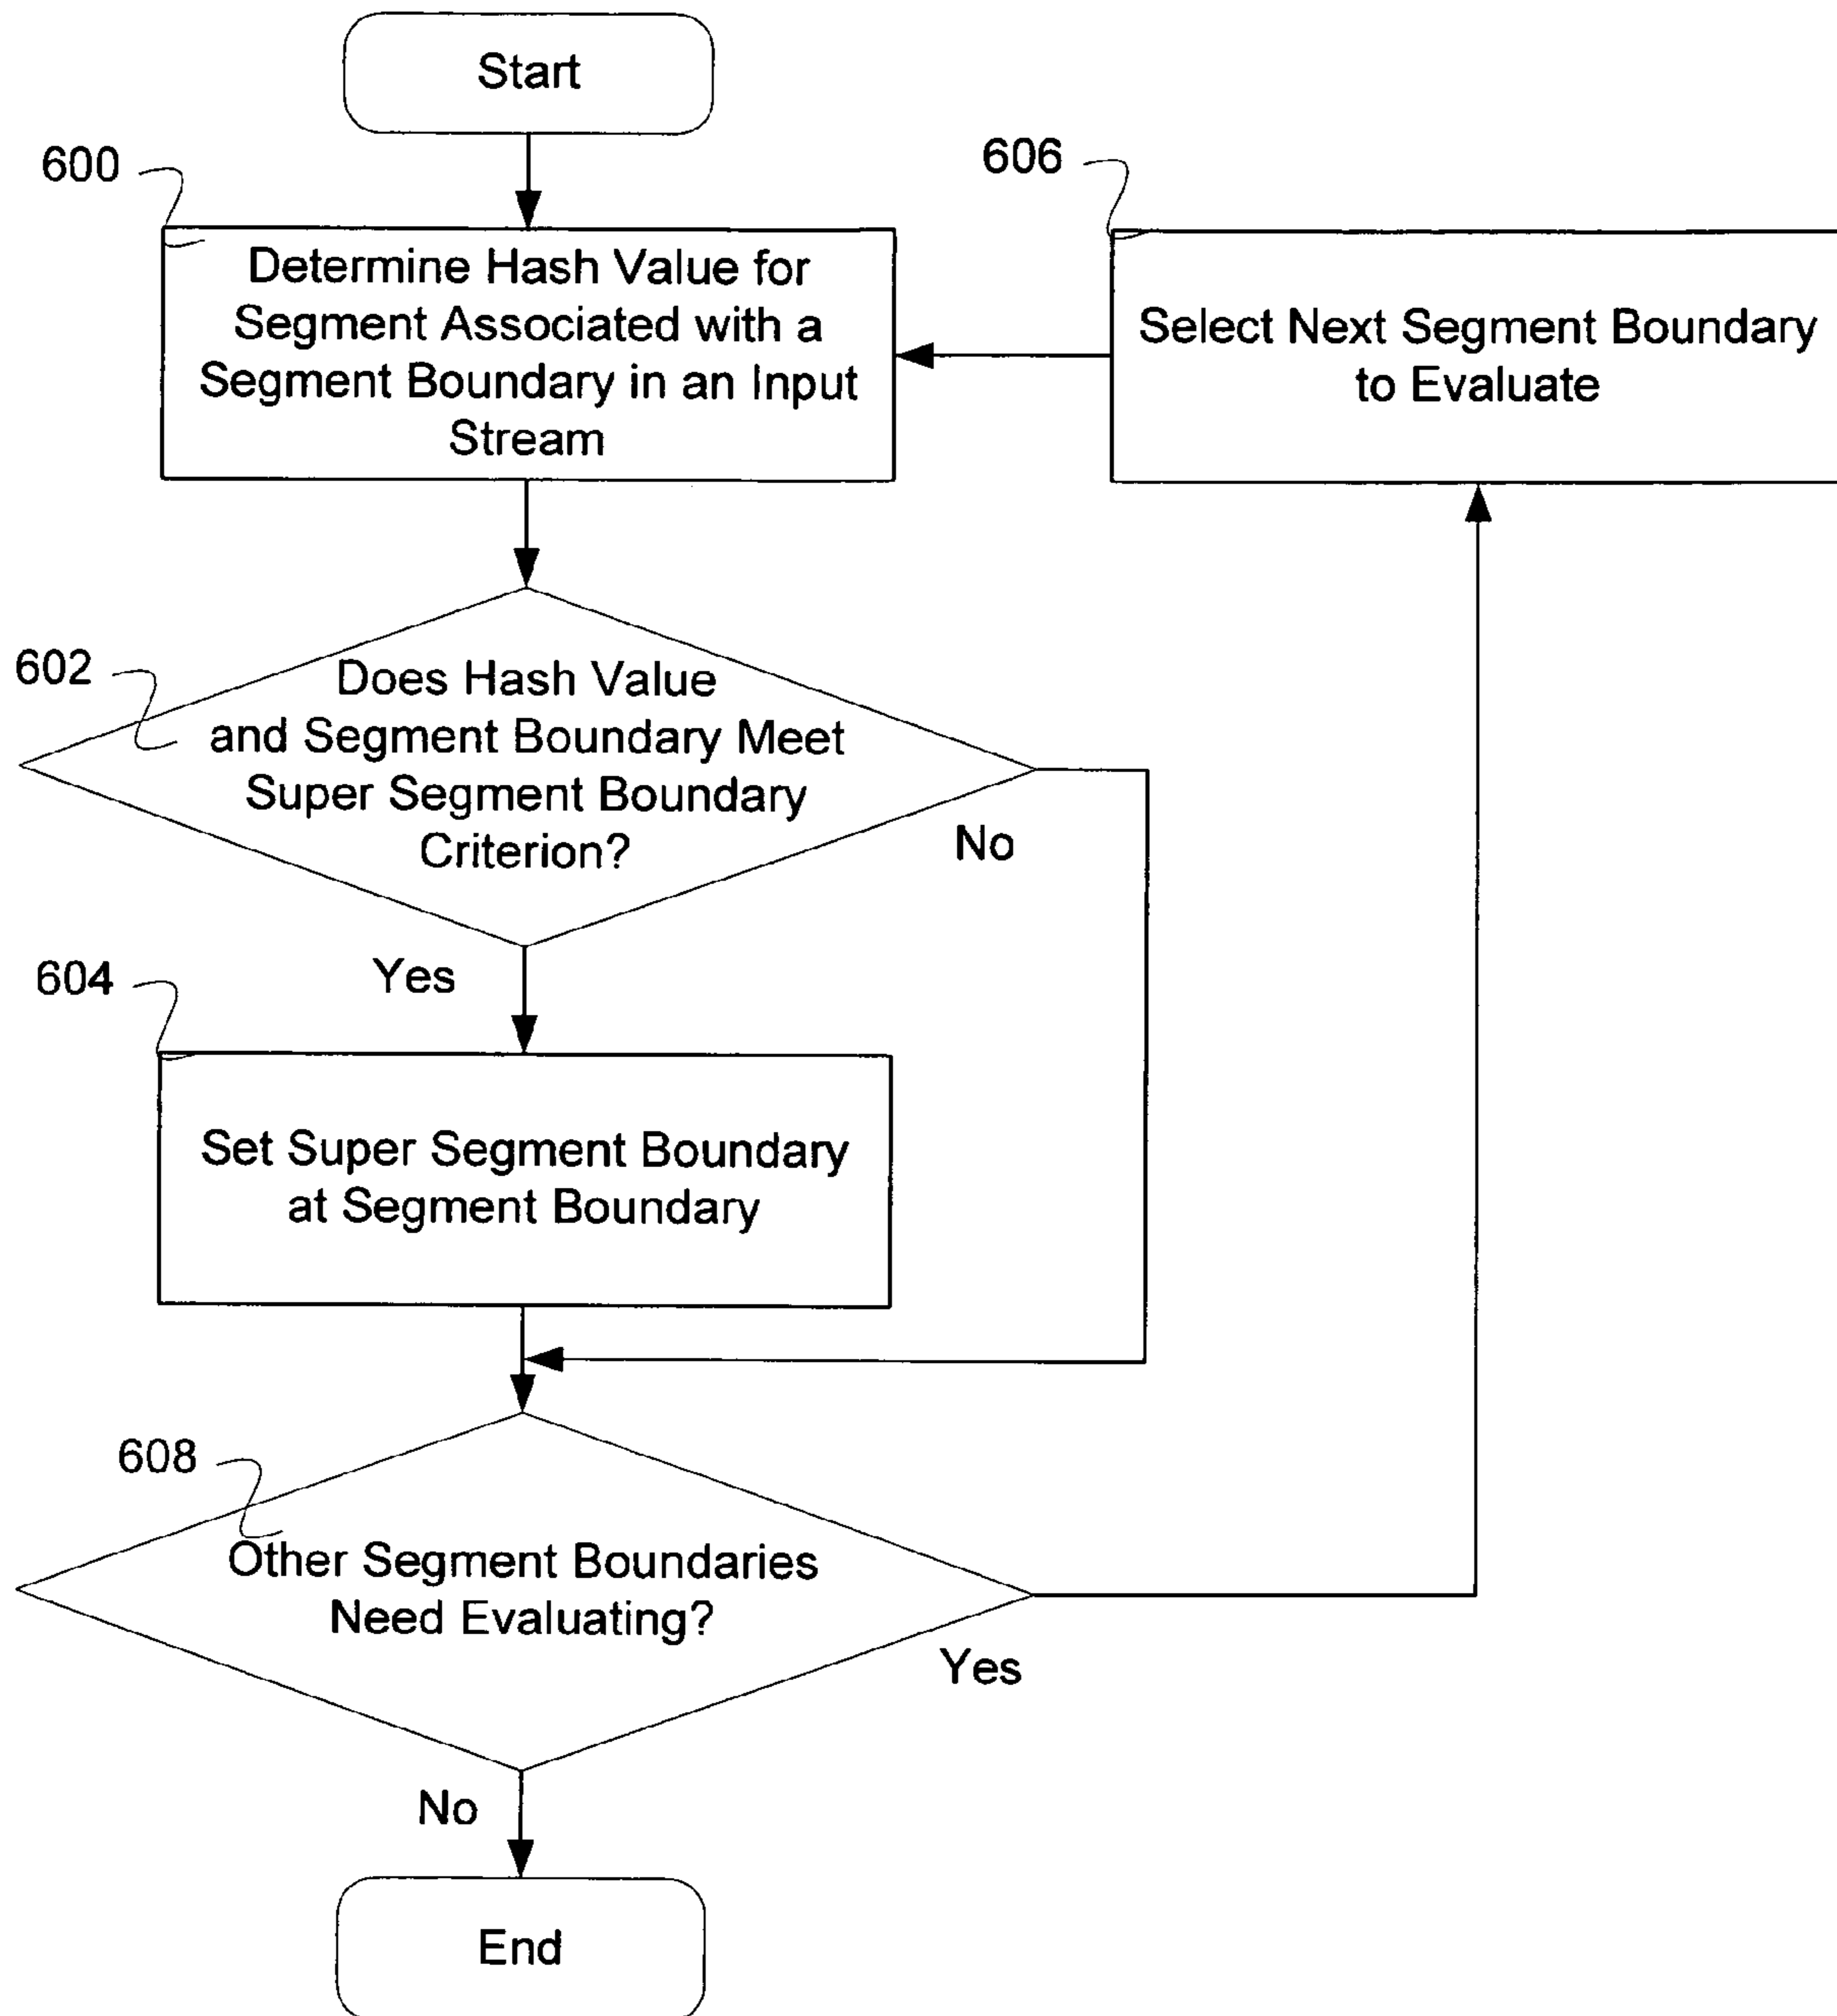 Start
600
606
Determine Hash Value for
Segment Associated with a
Segment Boundary in an Input
Stream
Select Next Segment Boundary
to Evaluate
602
Does Hash Value
and Segment Boundary Meet
Super Segment Boundary
Criterion?
No
Yes
604
Set Super Segment Boundary
at Segment Boundary
608
Other Segment Boundaries
Need Evaluating?
Yes
No
End